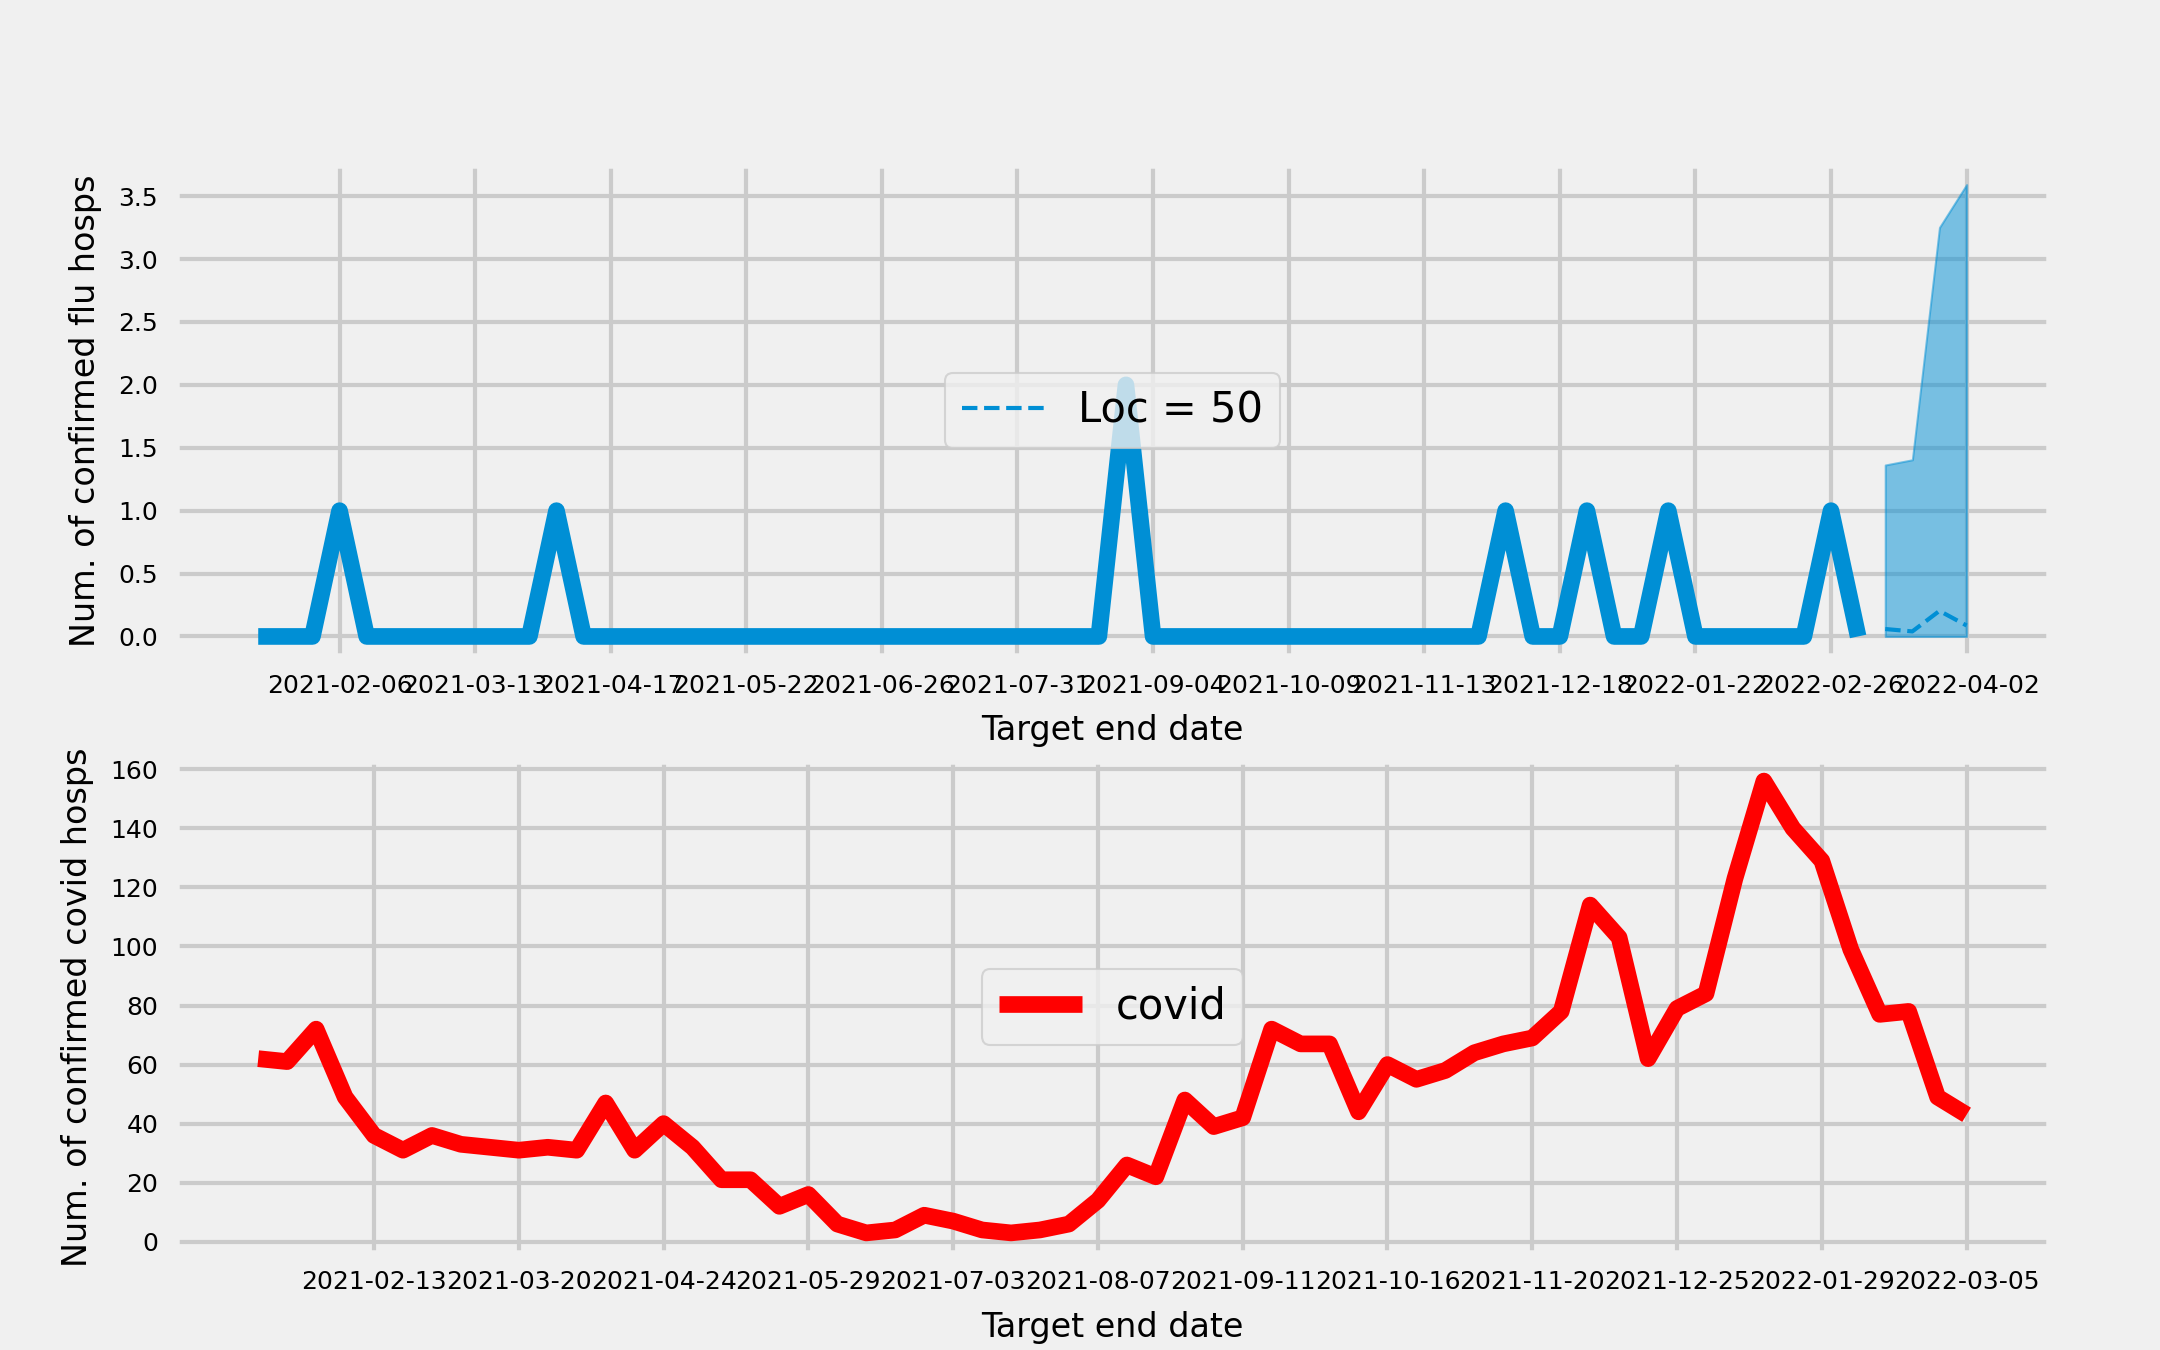 Num. of confirmed flu hosps
3.5
3.0
2.5
2.0
1.5
1.0
0.5
0.0
Loc = 50
2021-02-06 2021-03-13 2021-04-17 2021-05-22 2021-06-26 2021-07-31 2021-09-04 2021-10-09 2021-11-13 2021-12-18 2022-01-22 2022-02-26 2022-04-02
Target end date
Num. of confirmed covid hosps
160
140
120
100
80
60
40
20
0
covid
2021-02-13 2021-03-20 2021-04-24 2021-05-29 2021-07-03 2021-08-07 2021-09-11 2021-10-16 2021-11-20 2021-12-25 2022-01-29 2022-03-05
Target end date